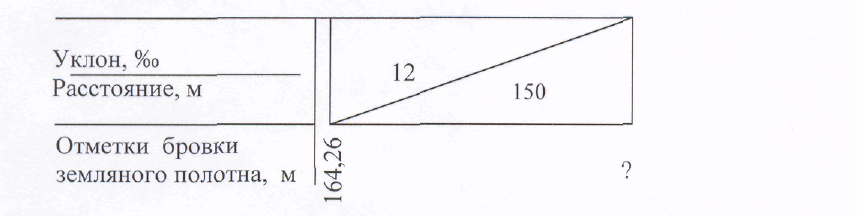 Уклон, ‰
12
Расстояние, м
150
Отметки бровки
земляного полотна, м
164,26
?